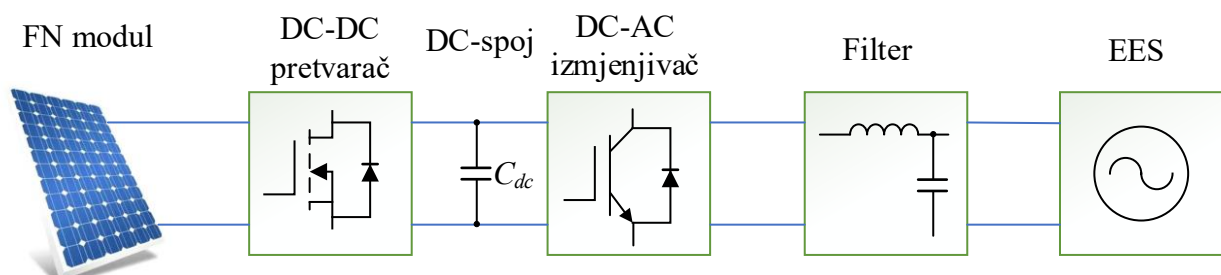 FN modul
DC-DC
pretvarač
DC-spoj
DC-AC
izmjenjivač
Filter
EES
Cdc